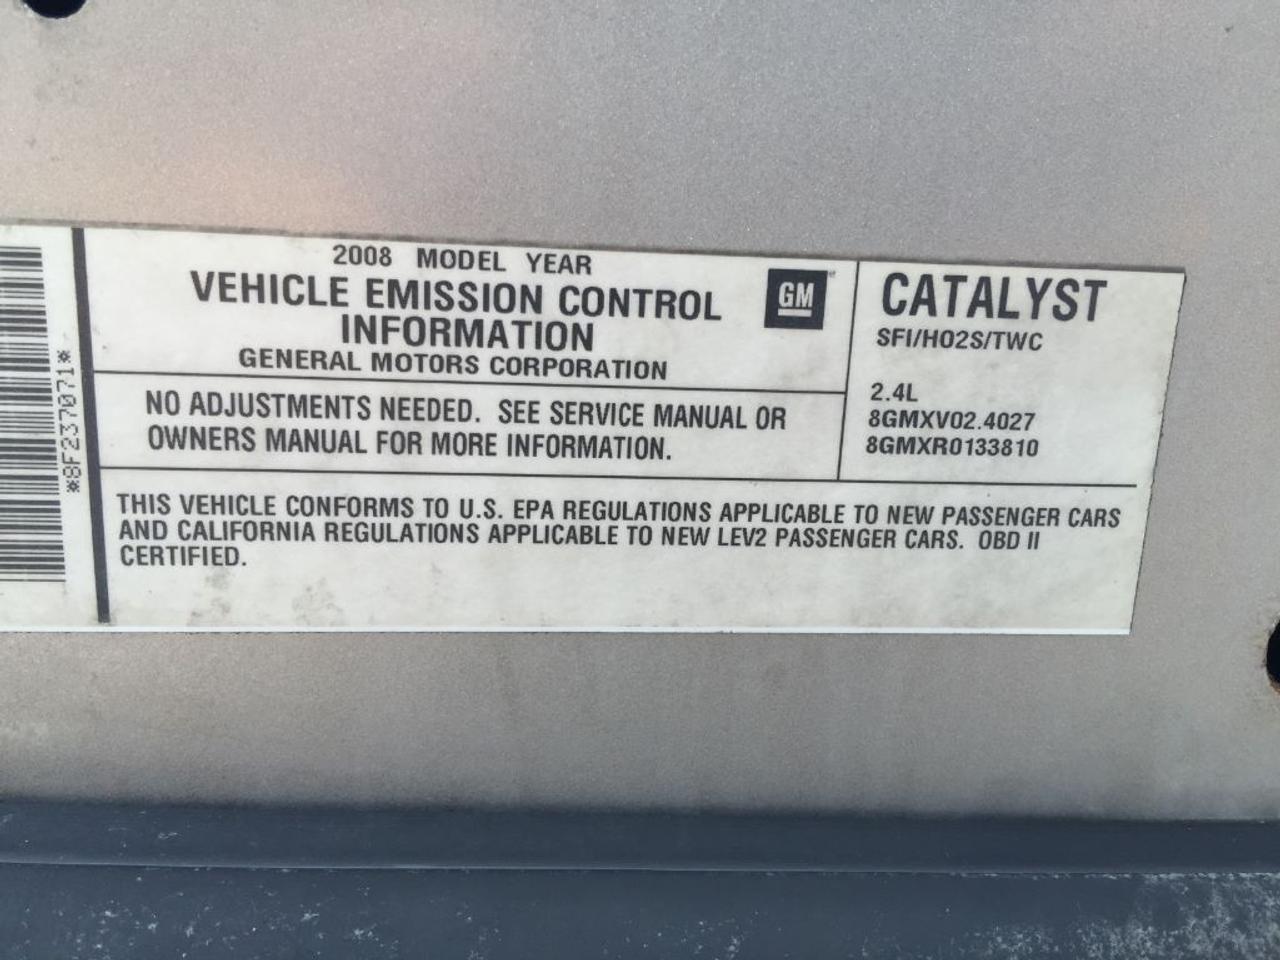 *8F237071*
2008 MODEL YEAR
VEHICLE EMISSION CONTROL
INFORMATION
GENERAL MOTORS CORPORATION
GM
NO ADJUSTMENTS NEEDED. SEE SERVICE MANUAL OR
OWNERS MANUAL FOR MORE INFORMATION.
CATALYST
SFI/HO2S/TWC
2.4L
8GMXV02.4027
8GMXR0133810
THIS VEHICLE CONFORMS TO U.S. EPA REGULATIONS APPLICABLE TO NEW PASSENGER CARS
AND CALIFORNIA REGULATIONS APPLICABLE TO NEW LEV2 PASSENGER CARS. OBD II
CERTIFIED.